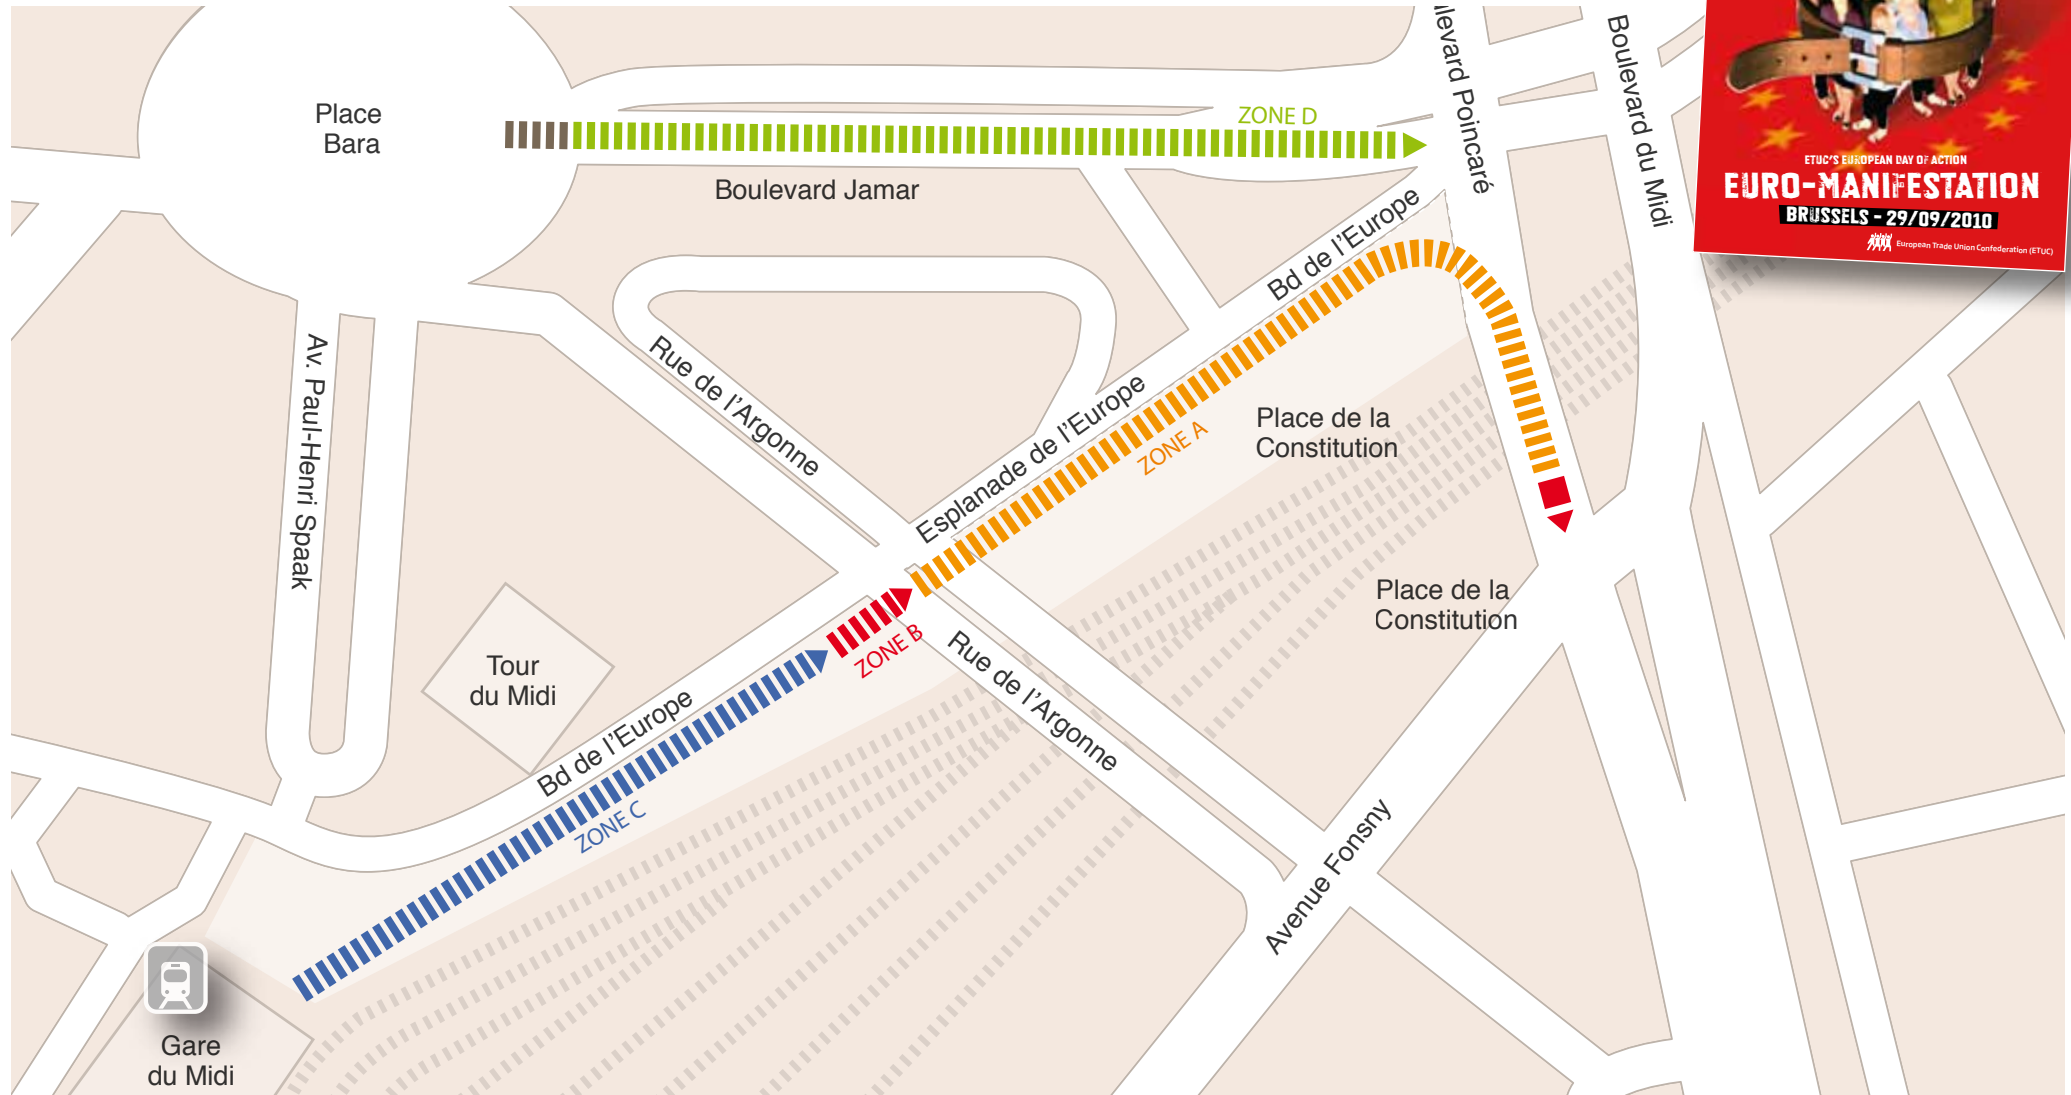 Place
Bara
ZONE D
Boulevard Jamar
levard Poincaré
Boulevard du Midi
ETUC'S EUROPEAN DAY OF ACTION
EURO-MANIFESTATION
BRUSSELS - 29/09/2010
European Trade Union Confederation (ETUC)
Bd de l'Europe
Av. Paul-Henri Spaak
Rue de l'Argonne
Esplanade de l'Europe
ZONE A
Place de la
Constitution
Place de la
Constitution
Tour
du Midi
ZONE B
Rue de l'Argonne
Bd de l'Europe
ZONE C
Avenue Fonsny
Gare
du Midi